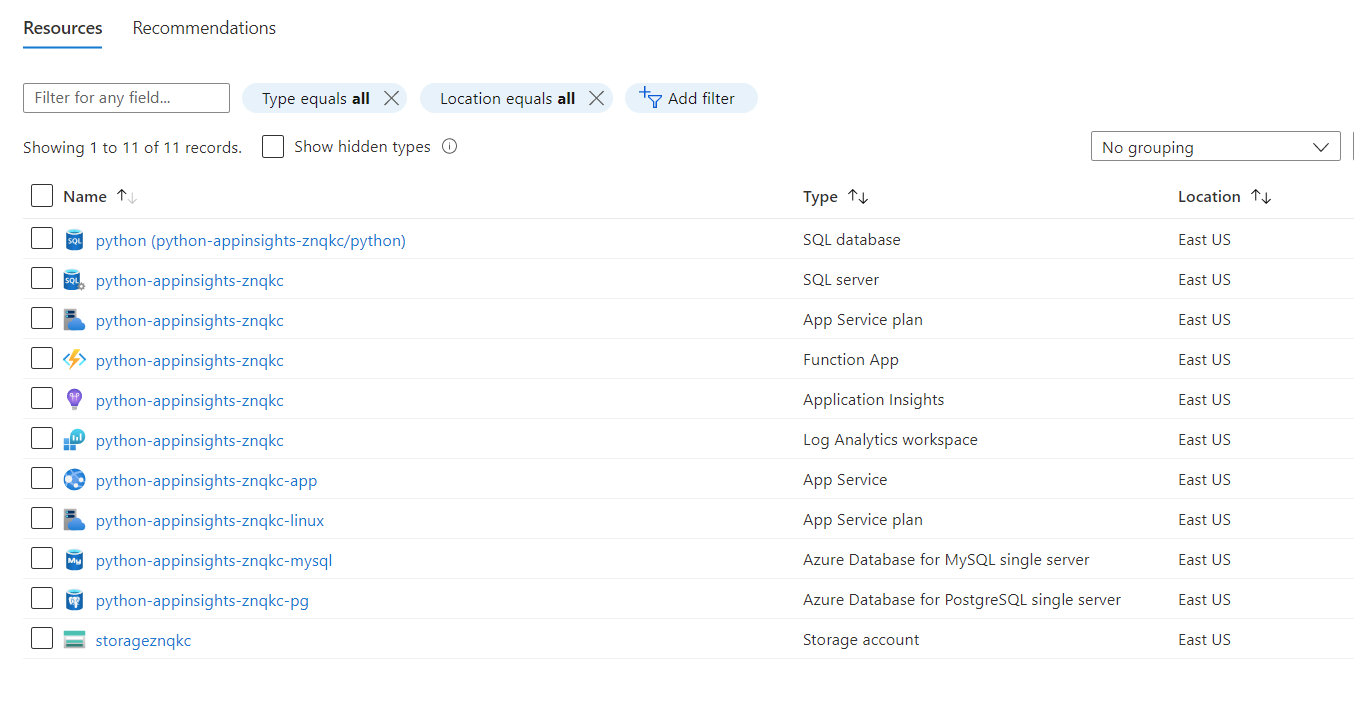 Resources Recommendations
Filter for any field... Type equals all Location equals all Add filter
Showing 1 to 11 of 11 records. Show hidden types No grouping
Name Type Location
python (python-appinsights-znqkc/python) SQL database East US
python-appinsights-znqkc SQL server East US
python-appinsights-znqkc App Service plan East US
python-appinsights-znqkc Function App East US
python-appinsights-znqkc Application Insights East US
python-appinsights-znqkc Log Analytics workspace East US
python-appinsights-znqkc-app App Service East US
python-appinsights-znqkc-linux App Service plan East US
python-appinsights-znqkc-mysql Azure Database for MySQL single server East US
python-appinsights-znqkc-pg Azure Database for PostgreSQL single server East US
storageznqkc Storage account East US